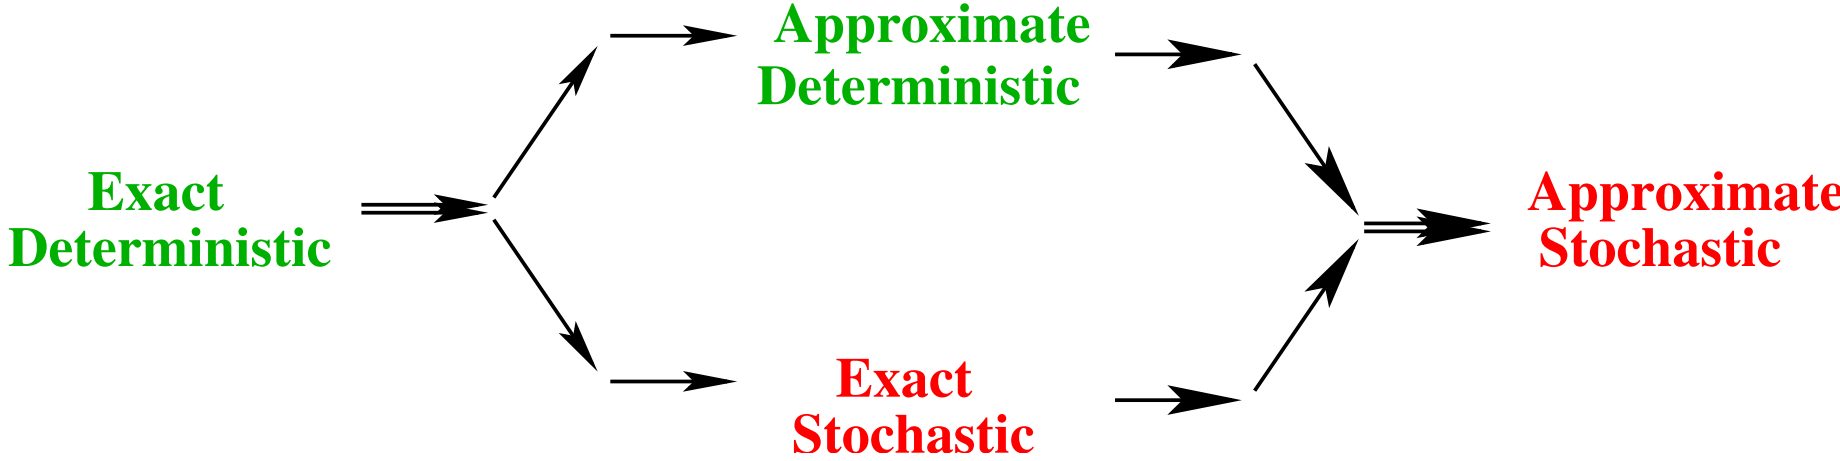 Exact
Deterministic
Approximate
Deterministic
Exact
Stochastic
Approximate
Stochastic